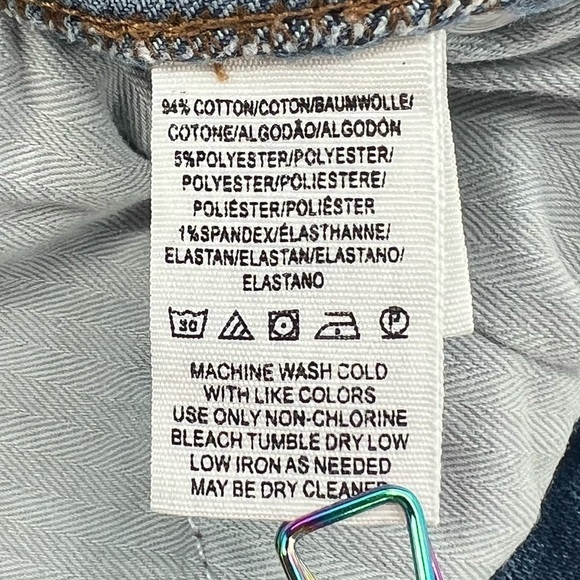 94% COTTON/COTON/BAUMWOLLE/
COTONE/ALGODÃO/ALGODÓN
5%POLYESTER/POLYESTER/
POLYESTER/POLIESTERE/
POLIÉSTER/POLIÉSTER
1%SPANDEX/ÉLASTHANNE/
ELASTAN/ELASTAN/ELASTANO/
ELASTANO
30 P
MACHINE WASH COLD
WITH LIKE COLORS
USE ONLY NON-CHLORINE
BLEACH TUMBLE DRY LOW
LOW IRON AS NEEDED
MAY BE DRY CLEANED